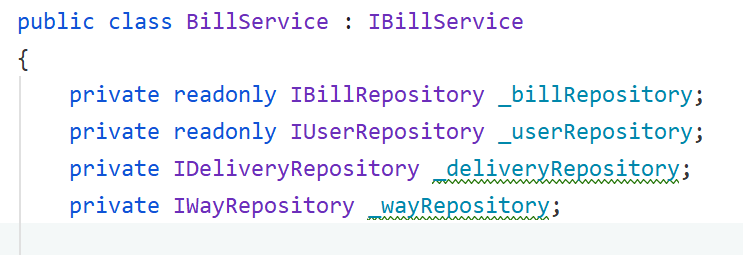 public class BillService : IBillService
{
    private readonly IBillRepository _billRepository;
    private readonly IUserRepository _userRepository;
    private IDeliveryRepository _deliveryRepository;
    private IWayRepository _wayRepository;